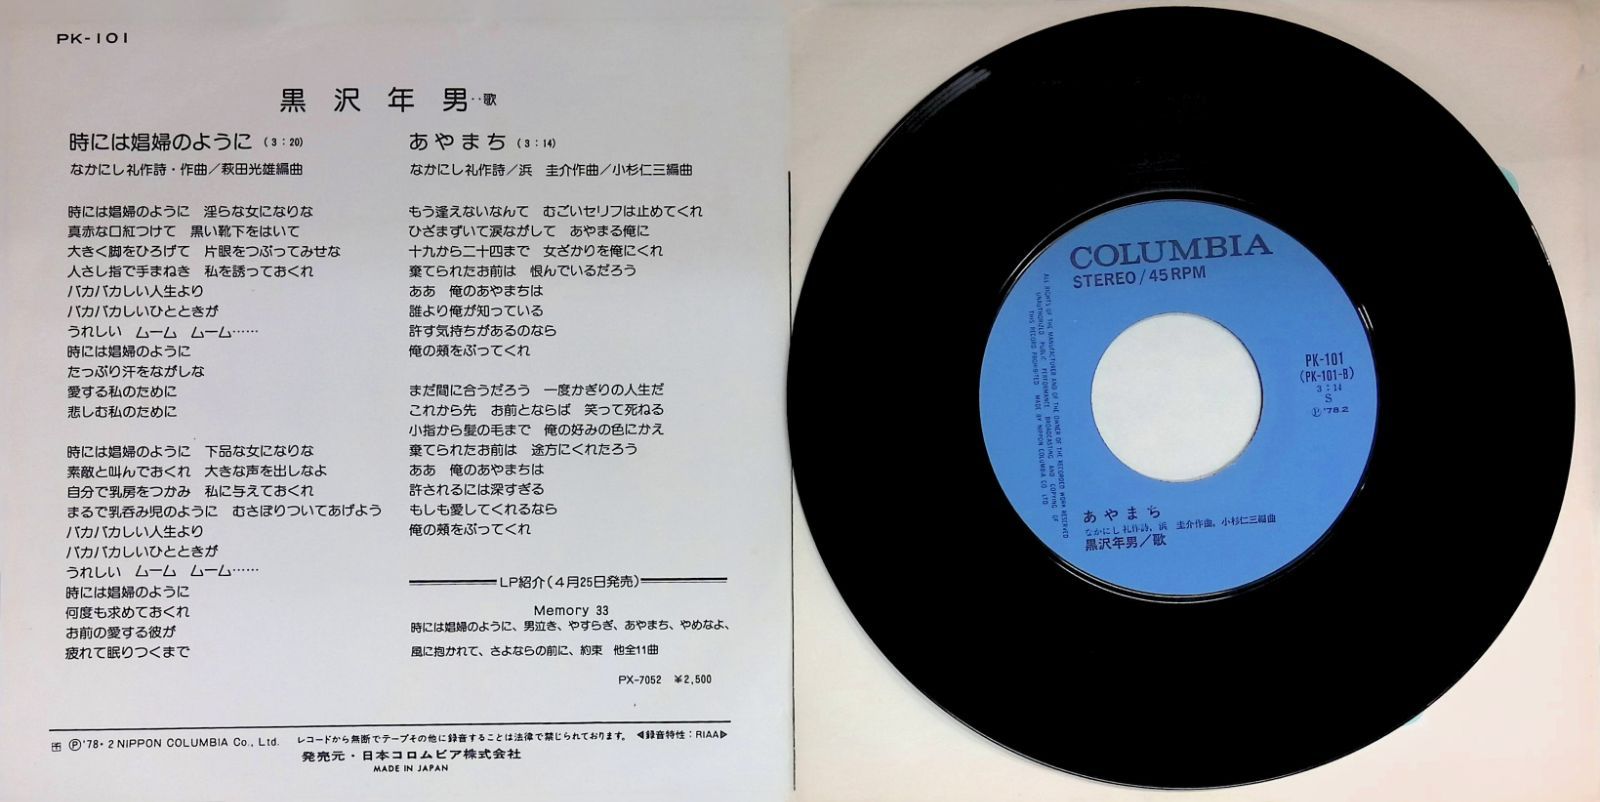 PK-101
黒沢年男‥歌
時には娼婦のように (3:20)
なかにし礼作詩・作曲／萩田光雄編曲
時には娼婦のように 淫らな女になりな
真赤な口紅つけて 黒い靴下をはいて
大きく脚をひろげて 片眼をつぶってみせな
人さし指で手まねき 私を誘っておくれ
バカバカしい人生より
バカバカしいひとときが
うれしい ムーム ムーム……
時には娼婦のように
たっぷり汗をながしな
愛する私のために
悲しむ私のために
時には娼婦のように 下品な女になりな
素敵と叫んでおくれ 大きな声を出しなよ
自分で乳房をつかみ 私に与えておくれ
まるで乳呑み児のように むさぼりついてあげよう
バカバカしい人生より
バカバカしいひとときが
うれしい ムーム ムーム……
時には娼婦のように
何度も求めておくれ
お前の愛する彼が
疲れて眠りつくまで
あやまち (3:14)
なかにし礼作詩／浜 圭介作曲／小杉仁三編曲
もう逢えないなんて むごいセリフは止めてくれ
ひざまずいて涙ながして あやまる俺に
十九から二十四まで 女ざかりを俺にくれ
棄てられたお前は 恨んでいるだろう
ああ 俺のあやまちは
誰より俺が知っている
許す気持ちがあるのなら
俺の頬をぶってくれ
まだ間に合うだろう 一度かぎりの人生だ
これから先 お前とならば 笑って死ねる
小指から髪の毛まで 俺の好みの色にかえ
棄てられたお前は 途方にくれたろう
ああ 俺のあやまちは
許されるには深すぎる
もしも愛してくれるなら
俺の頬をぶってくれ
LP紹介(4月25日発売)
Memory 33
時には娼婦のように、男泣き、やすらぎ、あやまち、やめなよ、
風に抱かれて、さよならの前に、約束 他全11曲
PX-7052 ¥2,500
Ⓟ'78・2 NIPPON COLUMBIA Co., Ltd. レコードから無断でテープその他に録音することは法律で禁じられております。 ◁録音特性：RIAA▷
発売元・日本コロムビア株式会社
MADE IN JAPAN
COLUMBIA
STEREO/45 RPM
ALL RIGHTS OF THE MANUFACTURER AND OF THE OWNER OF THE RECORDED WORK RESERVED
UNAUTHORIZED PUBLIC PERFORMANCE BROADCASTING AND COPYING OF
THIS RECORD PROHIBITED MADE BY NIPPON COLUMBIA CO LTD
PK-101
(PK-101-B)
3:14
S
Ⓟ'78.2
あやまち
なかにし礼作詩、浜 圭介作曲、小杉仁三編曲
黒沢年男／歌